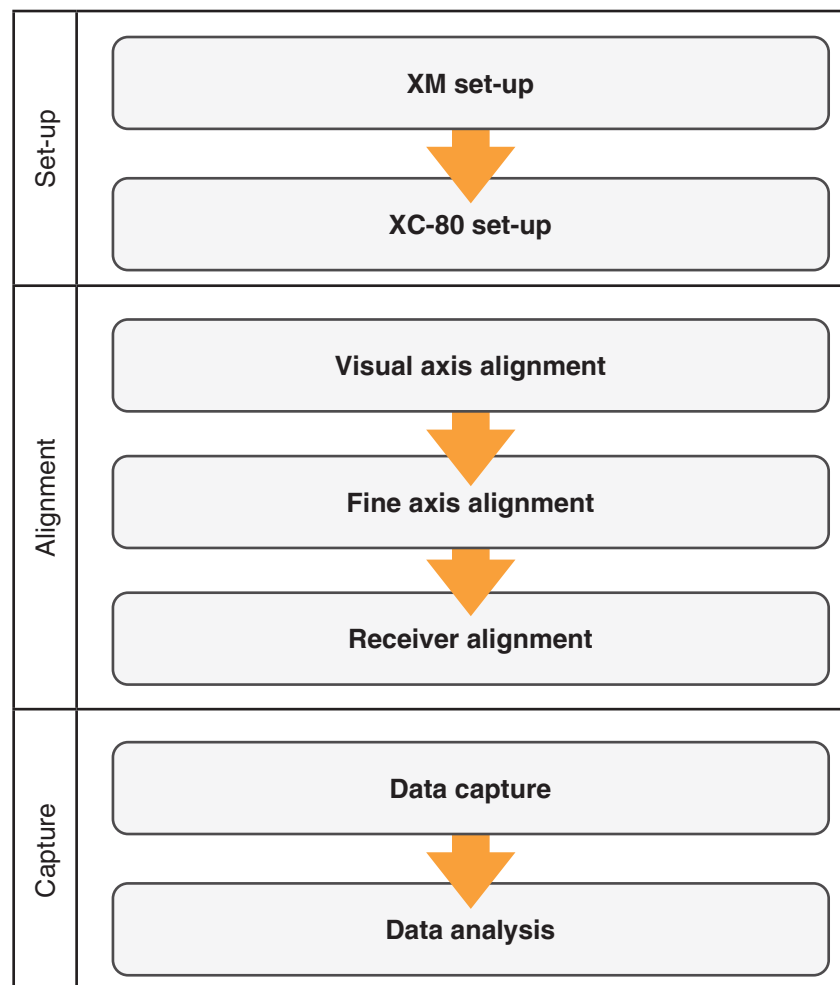 Set-up
XM set-up
XC-80 set-up
Alignment
Visual axis alignment
Fine axis alignment
Receiver alignment
Capture
Data capture
Data analysis